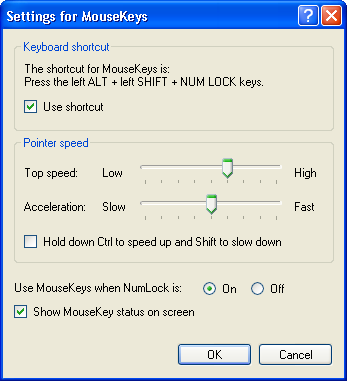 Settings for MouseKeys
Keyboard shortcut
The shortcut for MouseKeys is:
Press the left ALT + left SHIFT + NUM LOCK keys.
Use shortcut
Pointer speed
Top speed: Low High
Acceleration: Slow Fast
Hold down Ctrl to speed up and Shift to slow down
Use MouseKeys when NumLock is: On Off
Show MouseKey status on screen
OK Cancel